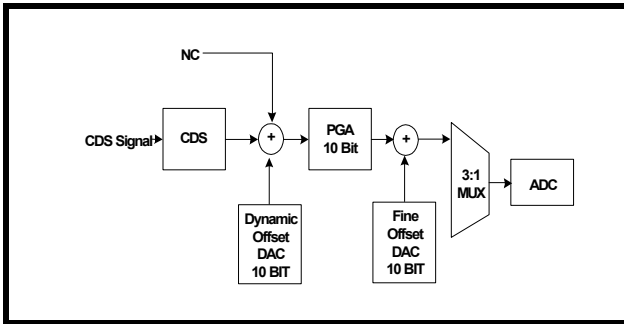 NC
CDS Signal
CDS
+
PGA
10 Bit
+
3:1
MUX
ADC
Dynamic
Offset
DAC
10 BIT
Fine
Offset
DAC
10 BIT